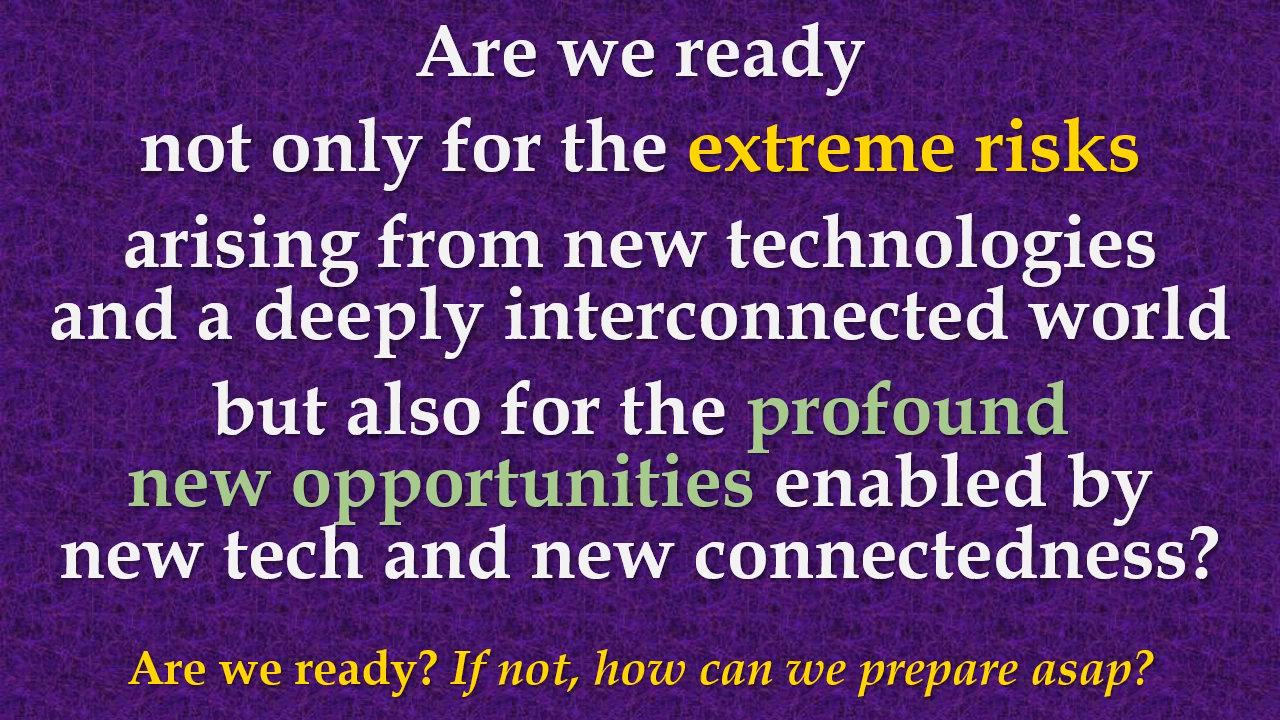 Are we ready
not only for the extreme risks
arising from new technologies
and a deeply interconnected world
but also for the profound
new opportunities enabled by
new tech and new connectedness?
Are we ready? If not, how can we prepare asap?